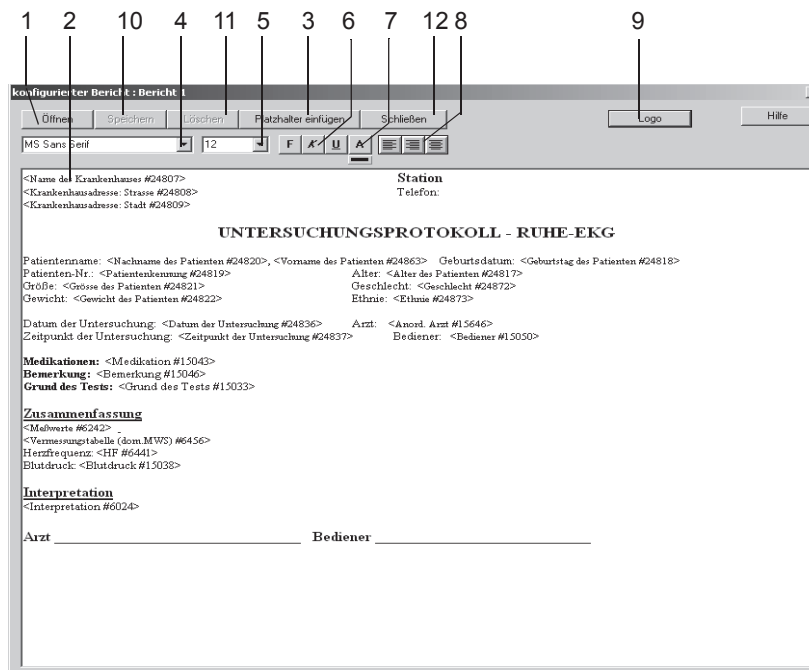 1 2 10 4 11 5 3 6 7 12 8 9
konfigurierter Bericht : Bericht 1
Öffnen Speichern Löschen Platzhalter einfügen Schließen Logo Hilfe
MS Sans Serif 12 F K U A
<Name des Krankenhauses #24807> Station
<Krankenhausadresse: Strasse #24808> Telefon:
<Krankenhausadresse: Stadt #24809>
UNTERSUCHUNGSPROTOKOLL - RUHE-EKG
Patientenname: <Nachname des Patienten #24820>, <Vorname des Patienten #24863> Geburtsdatum: <Geburtstag des Patienten #24818>
Patienten-Nr.: <Patientenkennung #24819> Alter: <Alter des Patienten #24817>
Größe: <Grösse des Patienten #24821> Geschlecht: <Geschlecht #24872>
Gewicht: <Gewicht des Patienten #24822> Ethnie: <Ethnie #24873>
Datum der Untersuchung: <Datum der Untersuchung #24836> Arzt: <Anord. Arzt #15646>
Zeitpunkt der Untersuchung: <Zeitpunkt der Untersuchung #24837> Bediener: <Bediener #15050>
Medikationen: <Medikation #15043>
Bemerkung: <Bemerkung #15046>
Grund des Tests: <Grund des Tests #15033>
Zusammenfassung
<Meßwerte #6242> _
<Vermessungstabelle (dom.MWS) #6456>
Herzfrequenz: <HF #6441>
Blutdruck: <Blutdruck #15038>
Interpretation
<Interpretation #6024>
Arzt ______________________________ Bediener ______________________________